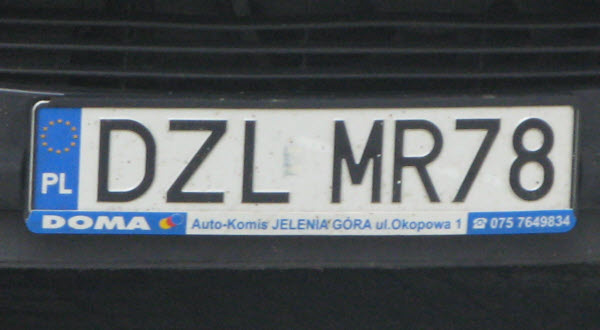 PL DZL MR78
DOMA Auto-Komis JELENIA GÓRA ul.Okopowa 1 ☎ 075 7649834